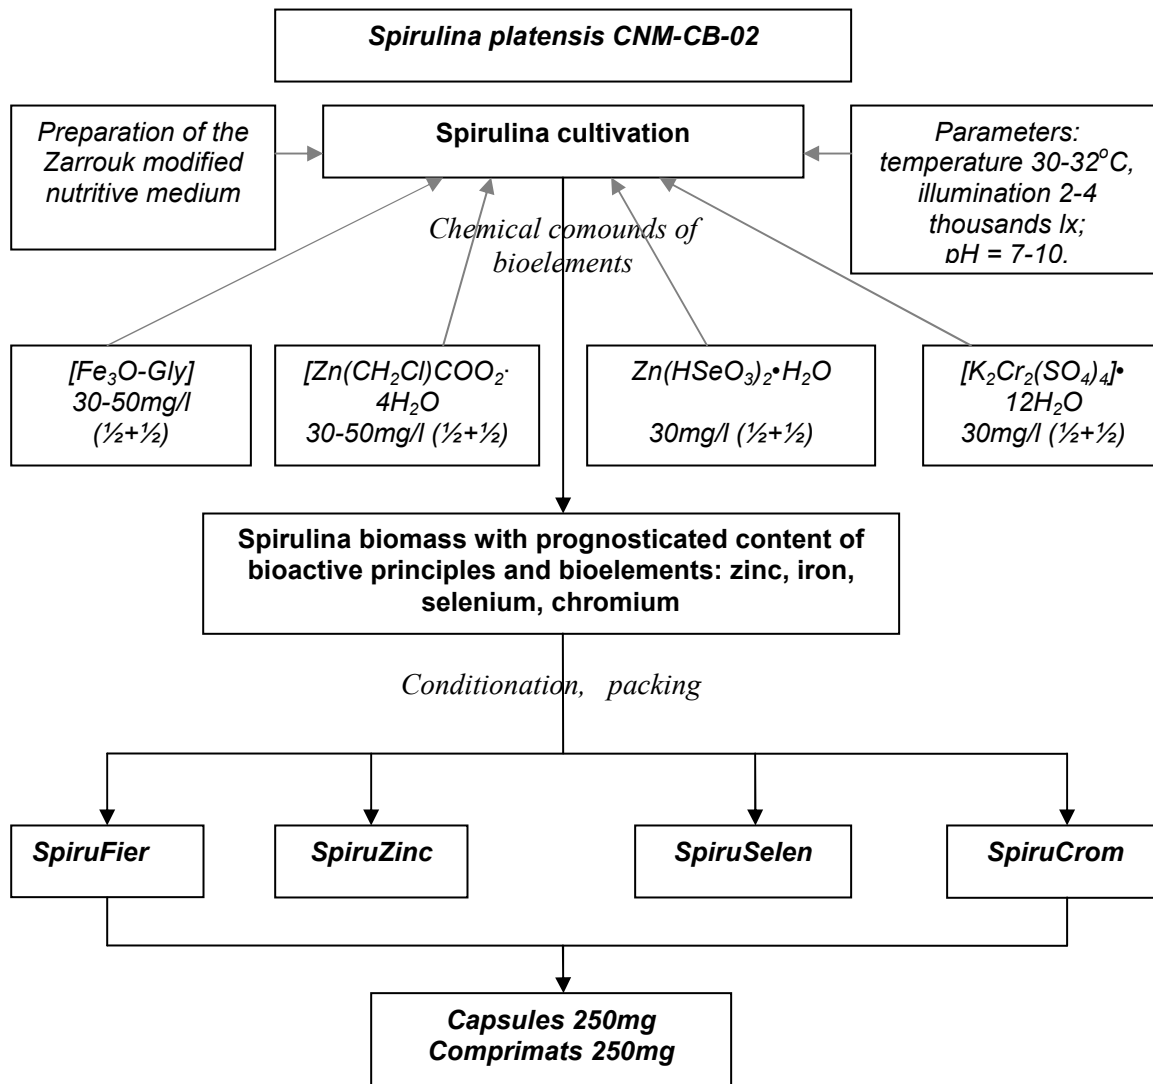 Spirulina platensis CNM-CB-02
Preparation of the
Zarrouk modified
nutritive medium
Spirulina cultivation
Parameters:
temperature 30-32°C,
illumination 2-4
thousands lx;
pH = 7-10.
Chemical comounds of
bioelements
[Fe₃O-Gly]
30-50mg/l
(½+½)
[Zn(CH₂Cl)COO₂·
4H₂O
30-50mg/l (½+½)
Zn(HSeO₃)₂•H₂O
30mg/l (½+½)
[K₂Cr₂(SO₄)₄]•
12H₂O
30mg/l (½+½)
Spirulina biomass with prognosticated content of
bioactive principles and bioelements: zinc, iron,
selenium, chromium
Conditionation, packing
SpiruFier
SpiruZinc
SpiruSelen
SpiruCrom
Capsules 250mg
Comprimats 250mg